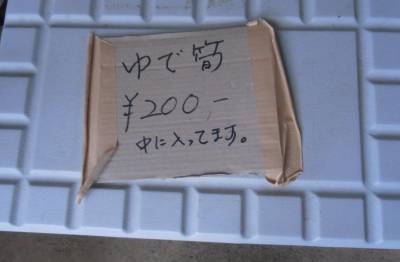 ゆで筍
¥200,-
中に入ってます。